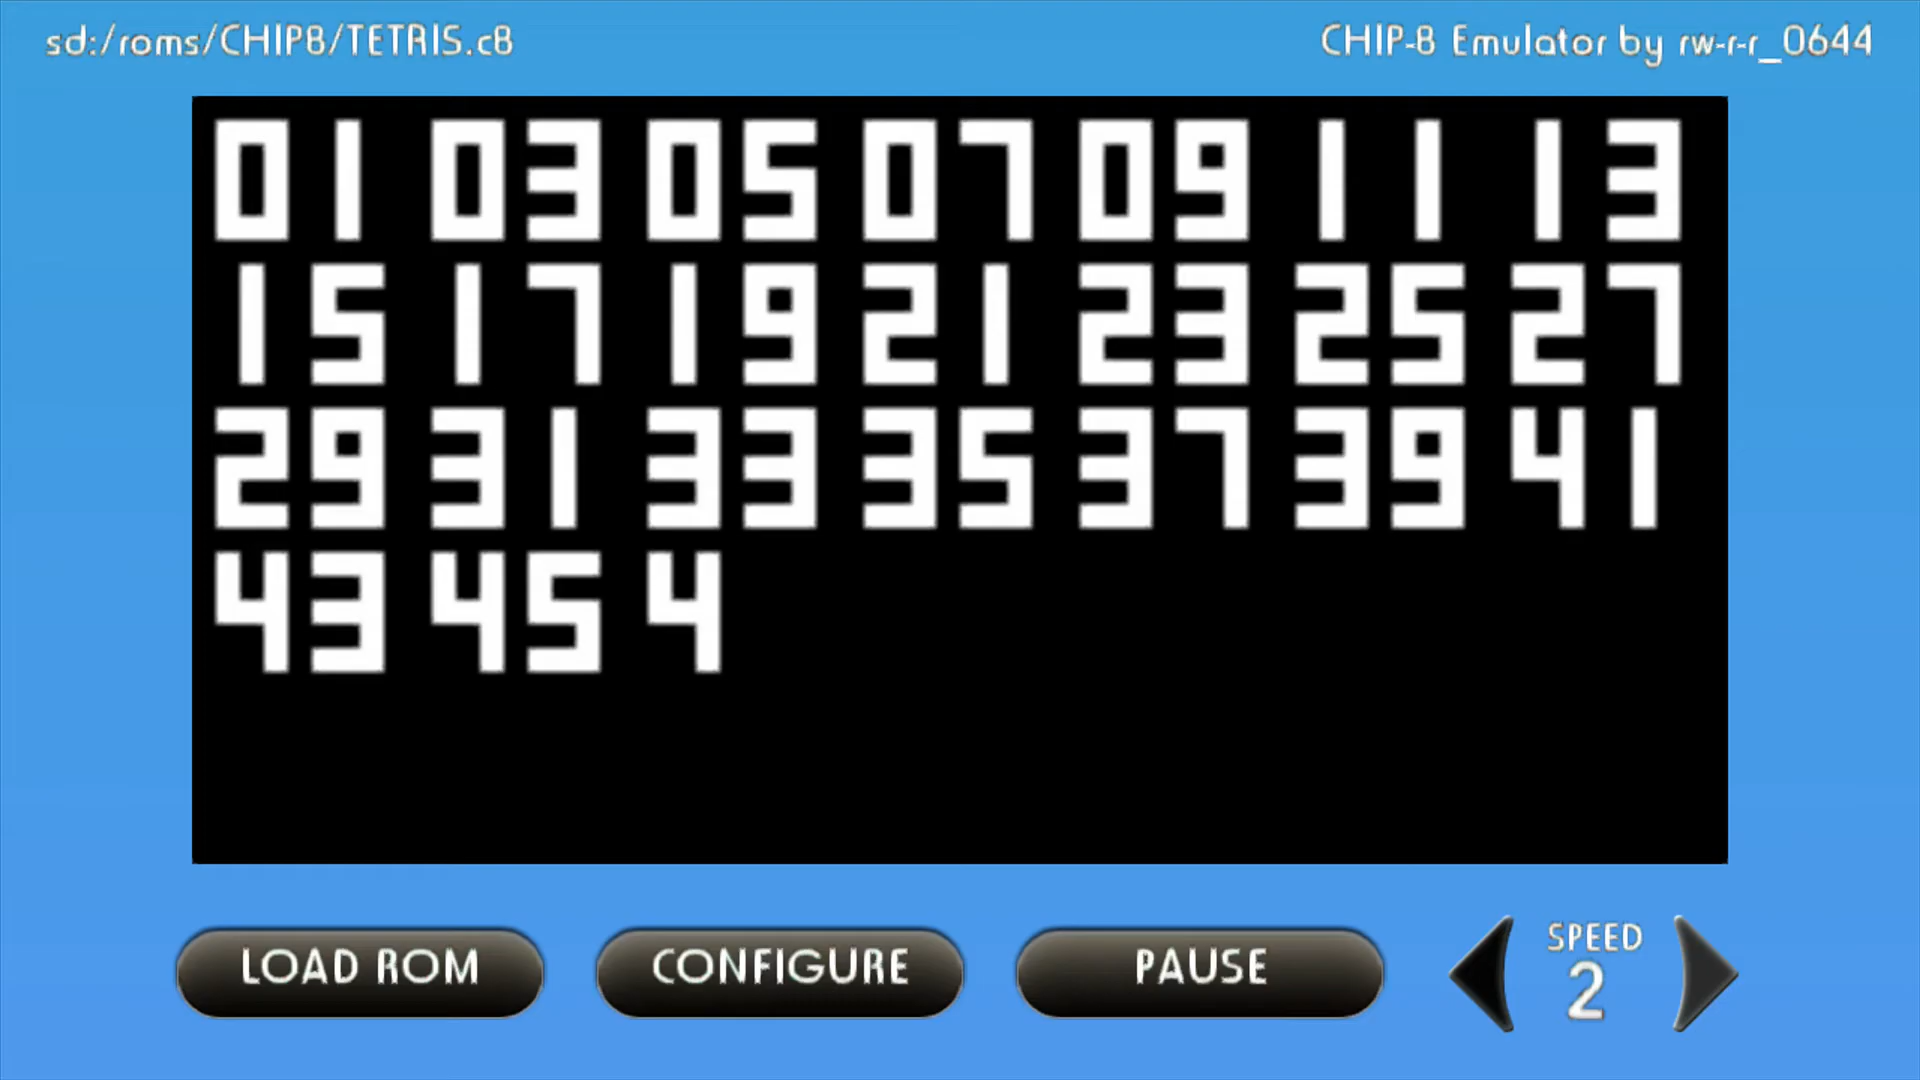 sd:/roms/CHIP8/TETRIS.c8
CHIP-8 Emulator by rw-r-r_0644
01 03 05 07 09 11 13
15 17 19 21 23 25 27
29 31 33 35 37 39 41
43 45 4
LOAD ROM
CONFIGURE
PAUSE
SPEED
2